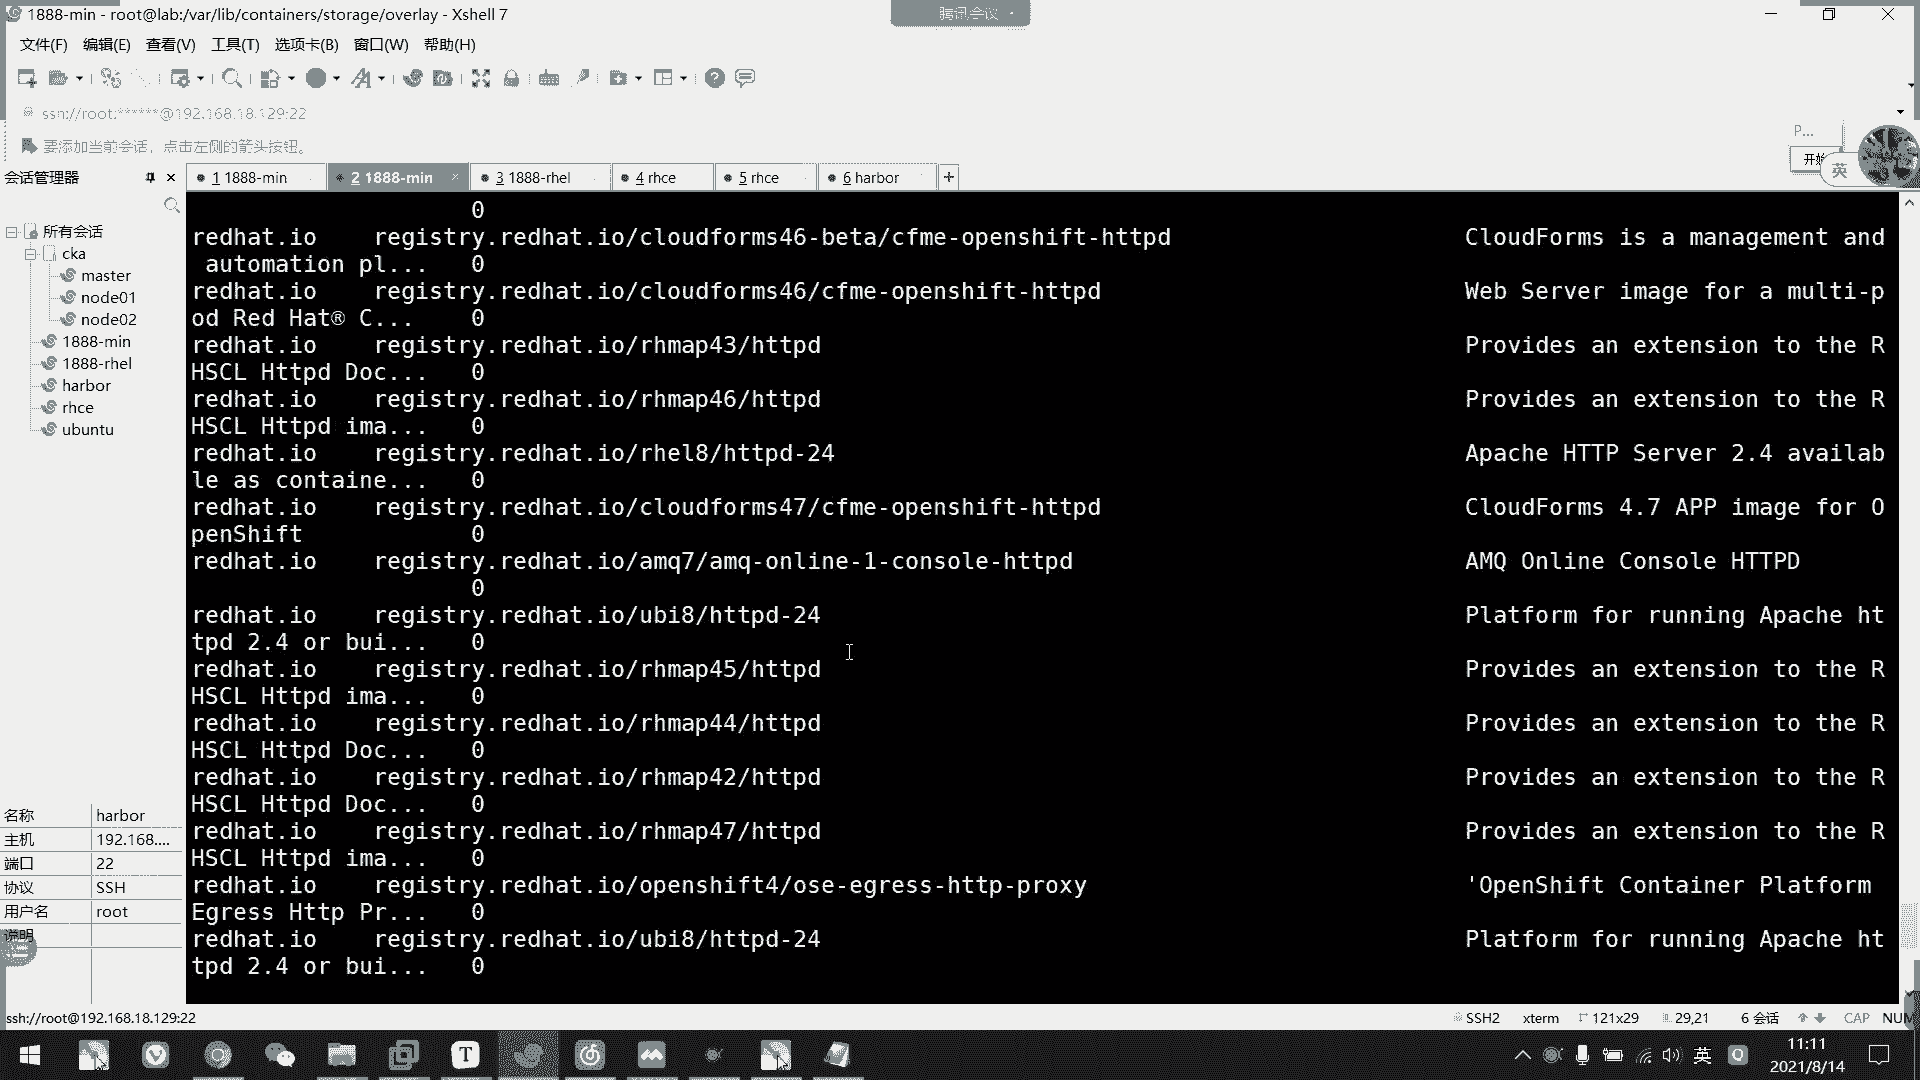 1888-min - root@lab:/var/lib/containers/storage/overlay - Xshell 7
腾讯会议
文件(F) 编辑(E) 查看(V) 工具(T) 选项卡(B) 窗口(W) 帮助(H)
ssh://root:******@192.168.18.129:22
要添加当前会话，点击左侧的箭头按钮。
P...
开始
英
会话管理器
1 1888-min
2 1888-min
3 1888-rhel
4 rhce
5 rhce
6 harbor
所有会话
cka
master
node01
node02
1888-min
1888-rhel
harbor
rhce
ubuntu
名称 harbor
主机 192.168....
端口 22
协议 SSH
用户名 root
说明
0
redhat.io registry.redhat.io/cloudforms46-beta/cfme-openshift-httpd CloudForms is a management and
automation pl... 0
redhat.io registry.redhat.io/cloudforms46/cfme-openshift-httpd Web Server image for a multi-p
od Red Hat® C... 0
redhat.io registry.redhat.io/rhmap43/httpd Provides an extension to the R
HSCL Httpd Doc... 0
redhat.io registry.redhat.io/rhmap46/httpd Provides an extension to the R
HSCL Httpd ima... 0
redhat.io registry.redhat.io/rhel8/httpd-24 Apache HTTP Server 2.4 availab
le as containe... 0
redhat.io registry.redhat.io/cloudforms47/cfme-openshift-httpd CloudForms 4.7 APP image for O
penShift 0
redhat.io registry.redhat.io/amq7/amq-online-1-console-httpd AMQ Online Console HTTPD
0
redhat.io registry.redhat.io/ubi8/httpd-24 Platform for running Apache ht
tpd 2.4 or bui... 0
redhat.io registry.redhat.io/rhmap45/httpd Provides an extension to the R
HSCL Httpd ima... 0
redhat.io registry.redhat.io/rhmap44/httpd Provides an extension to the R
HSCL Httpd Doc... 0
redhat.io registry.redhat.io/rhmap42/httpd Provides an extension to the R
HSCL Httpd Doc... 0
redhat.io registry.redhat.io/rhmap47/httpd Provides an extension to the R
HSCL Httpd ima... 0
redhat.io registry.redhat.io/openshift4/ose-egress-http-proxy 'OpenShift Container Platform
Egress Http Pr... 0
redhat.io registry.redhat.io/ubi8/httpd-24 Platform for running Apache ht
tpd 2.4 or bui... 0
ssh://root@192.168.18.129:22 SSH2 xterm 121x29 29,21 6 会话 CAP NUM
英
11:11
2021/8/14